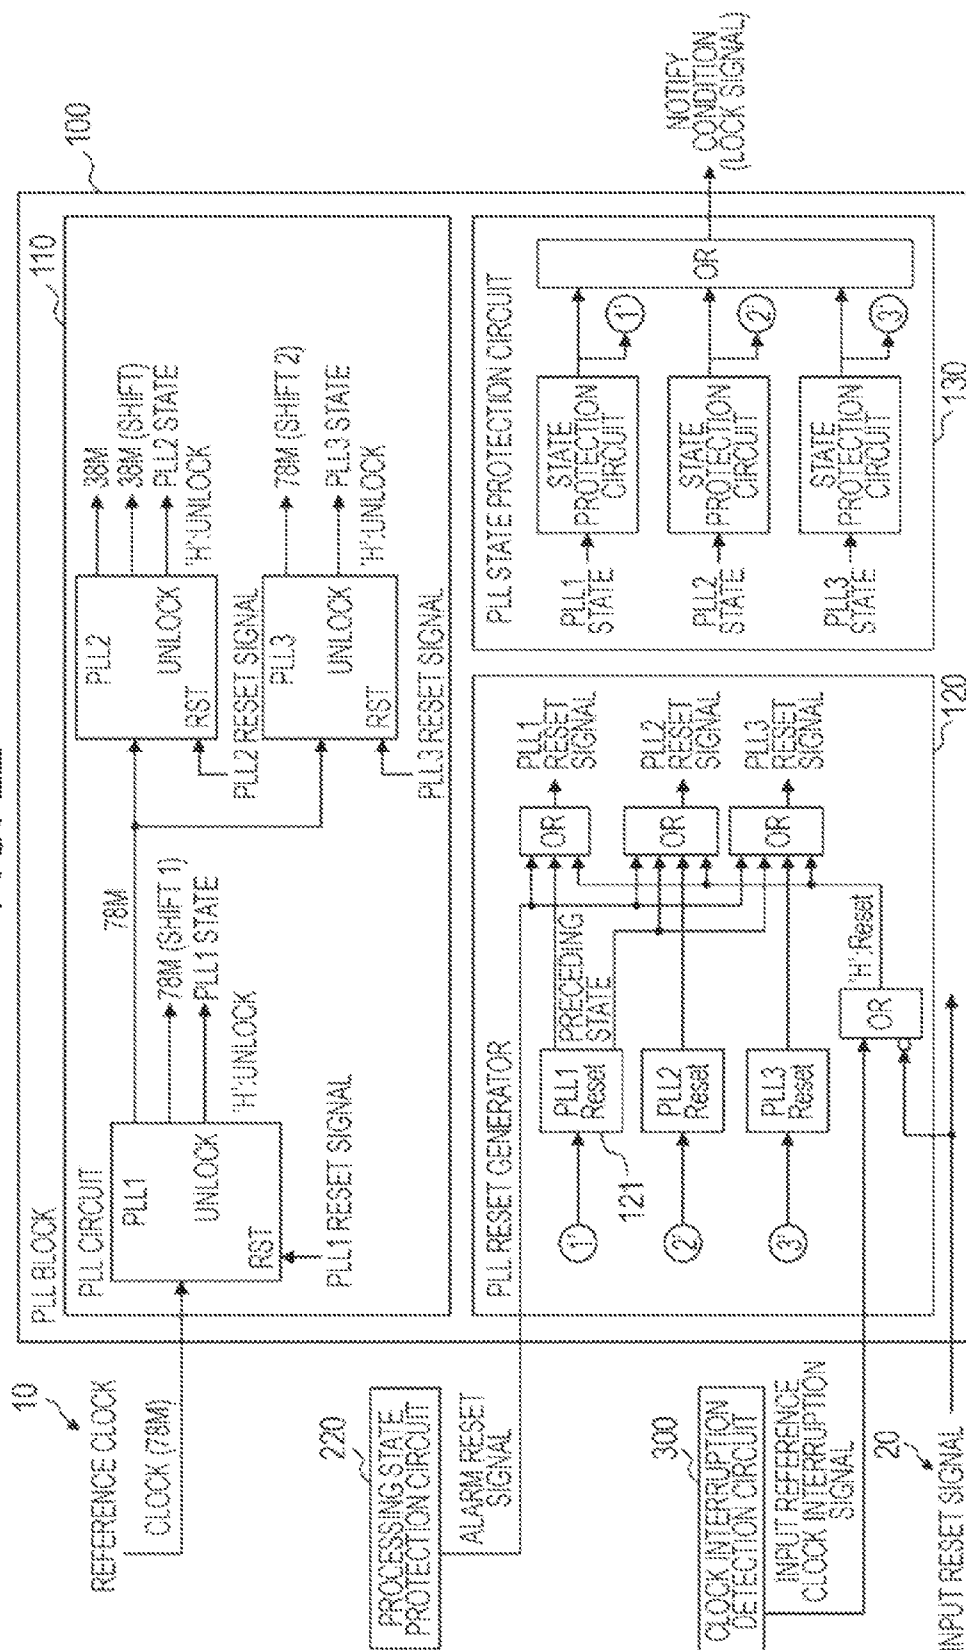 10
REFERENCE CLOCK
CLOCK (78M)
220
PROCESSING STATE
PROTECTION CIRCUIT
ALARM RESET
SIGNAL
300
CLOCK INTERRUPTION
DETECTION CIRCUIT
INPUT REFERENCE
CLOCK INTERRUPTION
SIGNAL
20
INPUT RESET SIGNAL
100
PLL BLOCK
110
PLL CIRCUIT
PLL1
UNLOCK
RST
PLL1 RESET SIGNAL
78M
78M (SHIFT 1)
PLL1 STATE
'H':UNLOCK
PLL2
UNLOCK
RST
PLL2 RESET SIGNAL
38M
38M (SHIFT)
PLL2 STATE
'H':UNLOCK
PLL3
UNLOCK
RST
PLL3 RESET SIGNAL
78M (SHIFT 2)
PLL3 STATE
'H':UNLOCK
PLL RESET GENERATOR
1'
2'
3'
121
PLL1
Reset
PLL2
Reset
PLL3
Reset
PRECEDING
STATE
OR
'H':Reset
OR
OR
OR
PLL1
RESET
SIGNAL
PLL2
RESET
SIGNAL
PLL3
RESET
SIGNAL
120
PLL STATE PROTECTION CIRCUIT
PLL1
STATE
PLL2
STATE
PLL3
STATE
STATE
PROTECTION
CIRCUIT
STATE
PROTECTION
CIRCUIT
STATE
PROTECTION
CIRCUIT
1'
2'
3'
OR
130
NOTIFY
CONDITION
(LOCK SIGNAL)